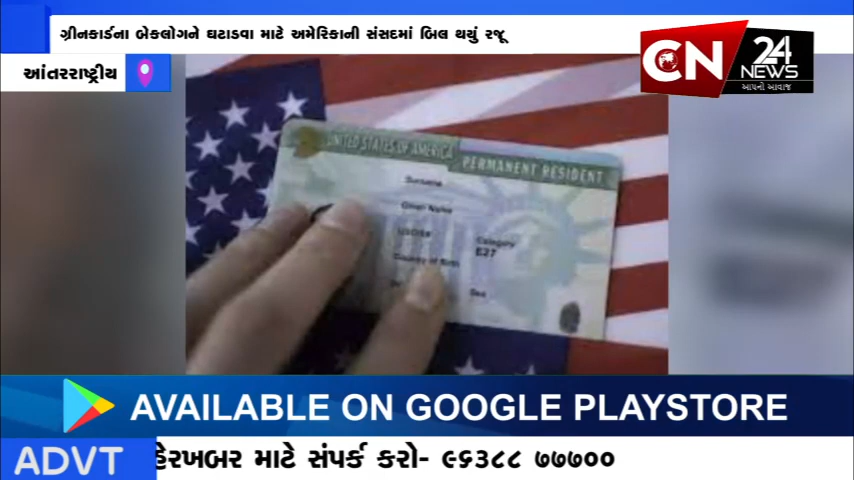 ગ્રીનકાર્ડના બેકલોગને ઘટાડવા માટે અમેરિકાની સંસદમાં બિલ થયું રજૂ
આંતરરાષ્ટ્રીય
CN 24 NEWS
આપનો આવાજ
UNITED STATES OF AMERICA
PERMANENT RESIDENT
Surname
Given Name
USCIS#
Category
E27
Country of Birth
Sex
AVAILABLE ON GOOGLE PLAYSTORE
ADVT
હેરખબર માટે સંપર્ક કરો- ૯૬૩૮૮ ૭૭૭૦૦